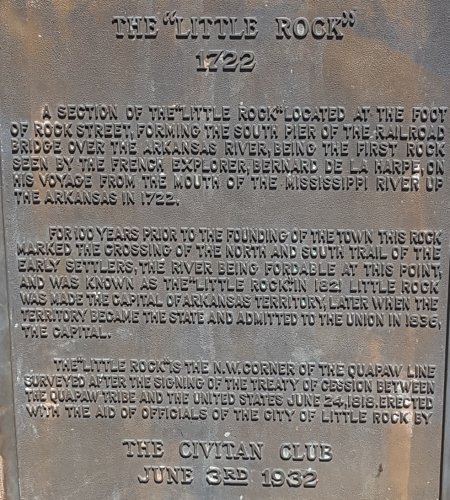 THE "LITTLE ROCK"
1722
A SECTION OF THE "LITTLE ROCK" LOCATED AT THE FOOT
OF ROCK STREET, FORMING THE SOUTH PIER OF THE RAILROAD
BRIDGE OVER THE ARKANSAS RIVER, BEING THE FIRST ROCK
SEEN BY THE FRENCH EXPLORER, BERNARD DE LA HARPE, ON
HIS VOYAGE FROM THE MOUTH OF THE MISSISSIPPI RIVER UP
THE ARKANSAS IN 1722.
FOR 100 YEARS PRIOR TO THE FOUNDING OF THE TOWN THIS ROCK
MARKED THE CROSSING OF THE NORTH AND SOUTH TRAIL OF THE
EARLY SETTLERS, THE RIVER BEING FORDABLE AT THIS POINT,
AND WAS KNOWN AS THE "LITTLE ROCK" IN 1821 LITTLE ROCK
WAS MADE THE CAPITAL OF ARKANSAS TERRITORY, LATER WHEN THE
TERRITORY BECAME THE STATE AND ADMITTED TO THE UNION IN 1836,
THE CAPITAL.
THE "LITTLE ROCK" IS THE N.W. CORNER OF THE QUAPAW LINE
SURVEYED AFTER THE SIGNING OF THE TREATY OF CESSION BETWEEN
THE QUAPAW TRIBE AND THE UNITED STATES JUNE 24, 1818. ERECTED
WITH THE AID OF OFFICIALS OF THE CITY OF LITTLE ROCK BY
THE CIVITAN CLUB
JUNE 3RD 1932